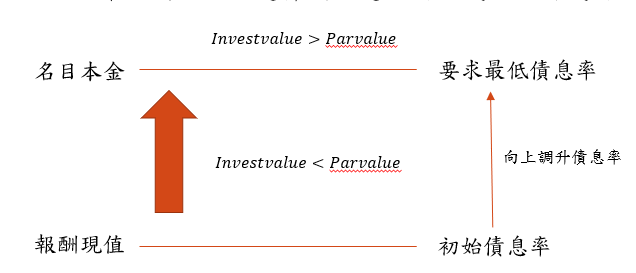 Investvalue > Parvalue
名目本金
要求最低債息率
Investvalue < Parvalue
向上調升債息率
報酬現值
初始債息率